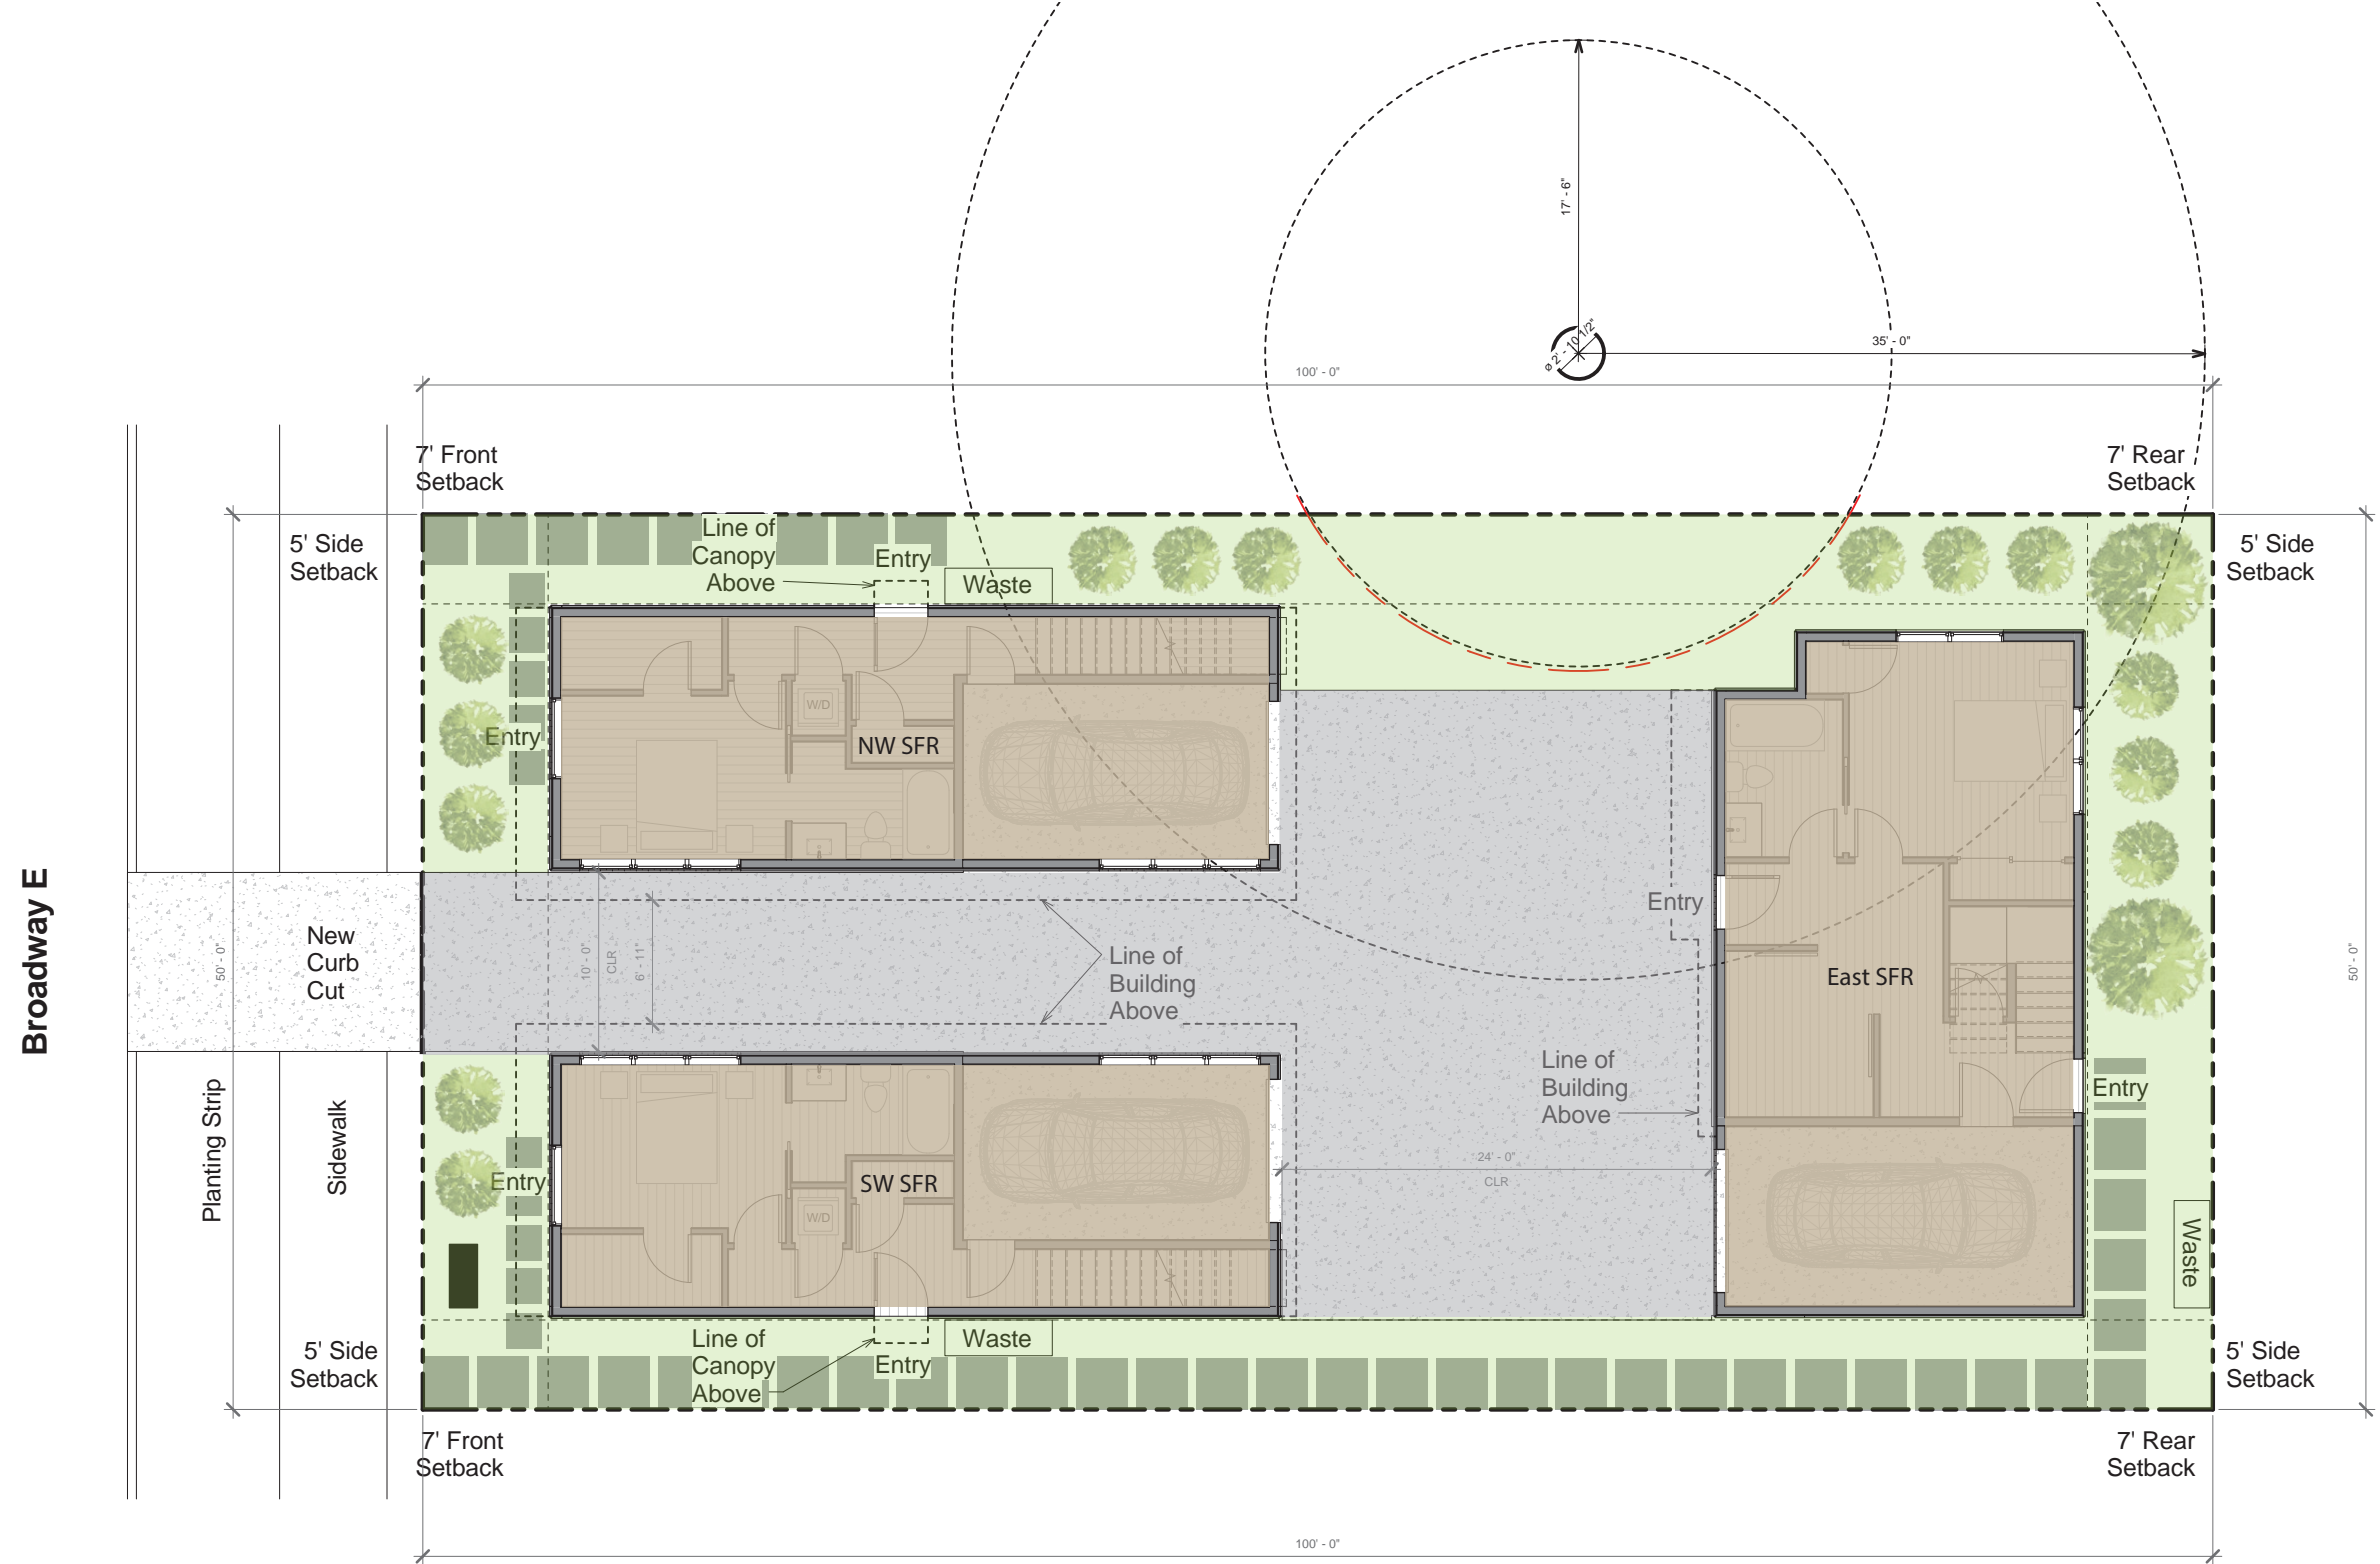 17' - 6"
ø 2' - 10 1/2"
35' - 0"
100' - 0"
7' Front
Setback
7' Rear
Setback
5' Side
Setback
Line of
Canopy
Above
Entry
Waste
5' Side
Setback
W/D
NW SFR
Entry
Broadway E
New
Curb
Cut
50' - 0"
10' - 0"
CLR
6' - 11"
Line of
Building
Above
Entry
East SFR
50' - 0"
Line of
Building
Above
Entry
Planting Strip
Sidewalk
Entry
SW SFR
W/D
24' - 0"
CLR
Waste
5' Side
Setback
Line of
Canopy
Above
Entry
Waste
5' Side
Setback
7' Front
Setback
7' Rear
Setback
100' - 0"